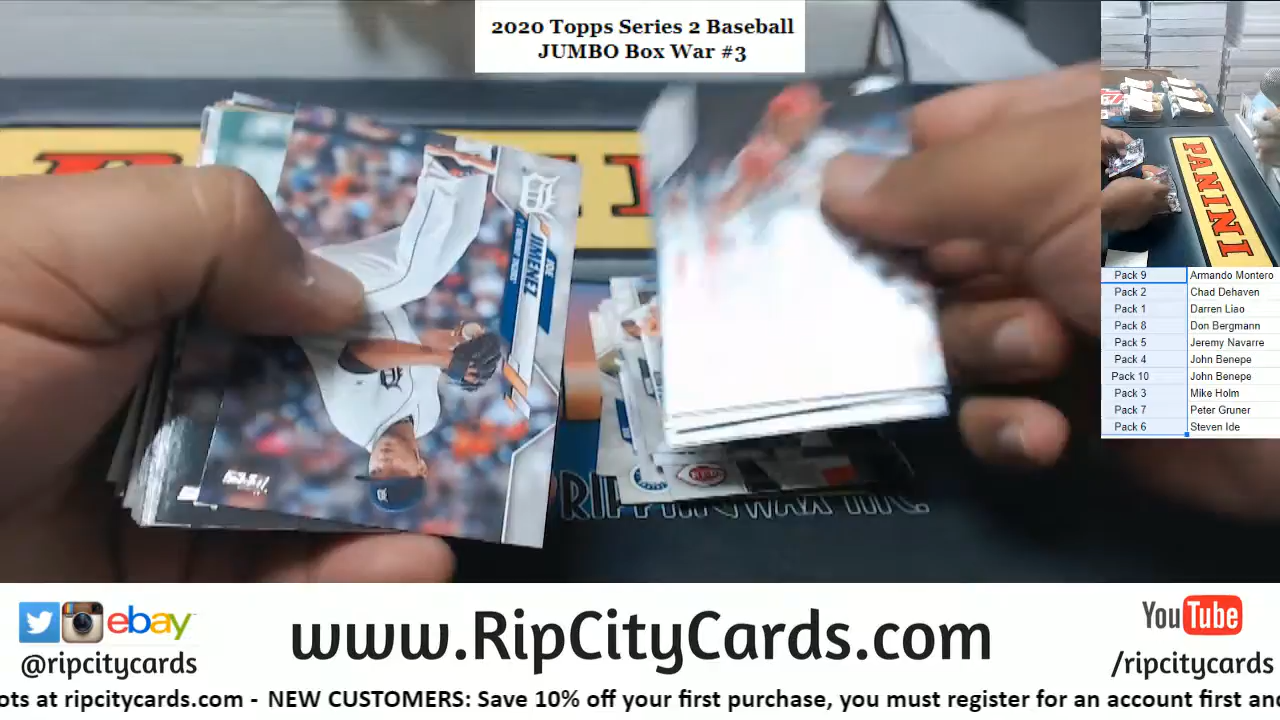 2020 Topps Series 2 Baseball
JUMBO Box War #3
JOE
JIMENEZ
PANINI
REDS
RIPPINGWAX INC.
Pack 9 Armando Montero
Pack 2 Chad Dehaven
Pack 1 Darren Liao
Pack 8 Don Bergmann
Pack 5 Jeremy Navarre
Pack 4 John Benepe
Pack 10 John Benepe
Pack 3 Mike Holm
Pack 7 Peter Gruner
Pack 6 Steven Ide
ebay
@ripcitycards
www.RipCityCards.com
YouTube
/ripcitycards
ots at ripcitycards.com - NEW CUSTOMERS: Save 10% off your first purchase, you must register for an account first and